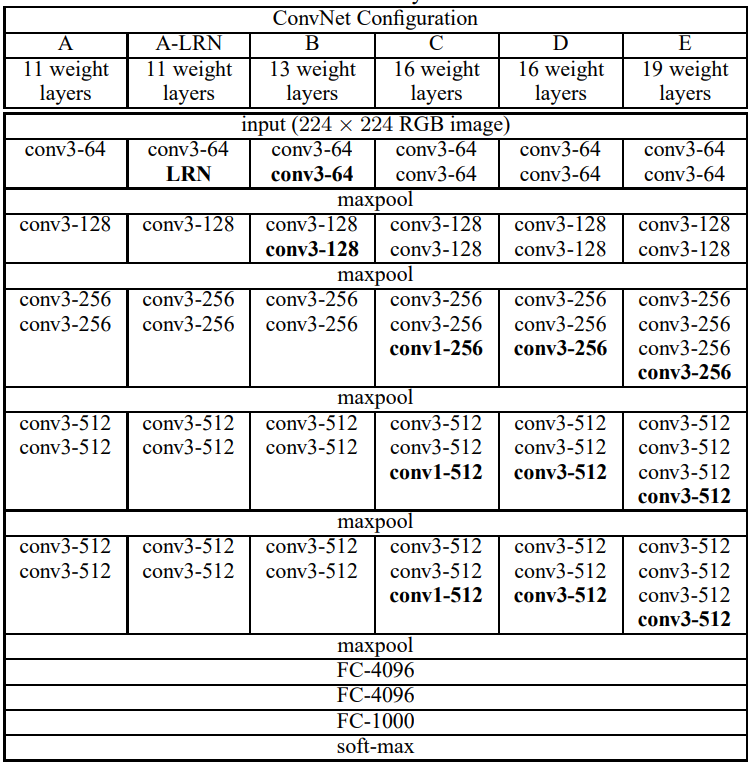 ConvNet Configuration
A A-LRN B C D E
11 weight 11 weight 13 weight 16 weight 16 weight 19 weight
layers layers layers layers layers layers
input (224 × 224 RGB image)
conv3-64 conv3-64 conv3-64 conv3-64 conv3-64 conv3-64
LRN conv3-64 conv3-64 conv3-64 conv3-64
maxpool
conv3-128 conv3-128 conv3-128 conv3-128 conv3-128 conv3-128
conv3-128 conv3-128 conv3-128 conv3-128
maxpool
conv3-256 conv3-256 conv3-256 conv3-256 conv3-256 conv3-256
conv3-256 conv3-256 conv3-256 conv3-256 conv3-256 conv3-256
conv1-256 conv3-256 conv3-256
conv3-256
maxpool
conv3-512 conv3-512 conv3-512 conv3-512 conv3-512 conv3-512
conv3-512 conv3-512 conv3-512 conv3-512 conv3-512 conv3-512
conv1-512 conv3-512 conv3-512
conv3-512
maxpool
conv3-512 conv3-512 conv3-512 conv3-512 conv3-512 conv3-512
conv3-512 conv3-512 conv3-512 conv3-512 conv3-512 conv3-512
conv1-512 conv3-512 conv3-512
conv3-512
maxpool
FC-4096
FC-4096
FC-1000
soft-max